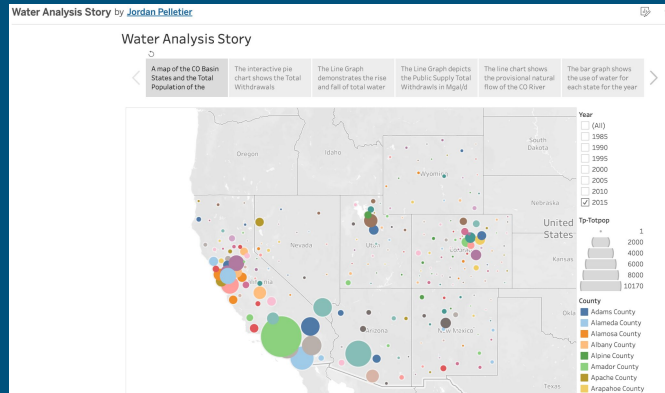 Water Analysis Story by Jordan Pelletier
Water Analysis Story
A map of the CO Basin
States and the Total
Population of the
The interactive pie
chart shows the Total
Withdrawals
The Line Graph
demonstrates the rise
and fall of total water
The Line Graph depicts
the Public Supply Total
Withdrawls in Mgal/d
The line chart shows
the provisional natural
flow of the CO River
The bar graph shows
the use of water for
each state for the year
Year
(All)
1985
1990
1995
2000
2005
2010
2015
Tp-Totpop
1
2000
4000
6000
8000
10170
County
Adams County
Alameda County
Alamosa County
Albany County
Alpine County
Amador County
Apache County
Arapahoe County
Oregon
Idaho
South
Dakota
Wyoming
Nebraska
United
States
Nevada
Utah
Kansas
Arizona
New Mexico
Texas